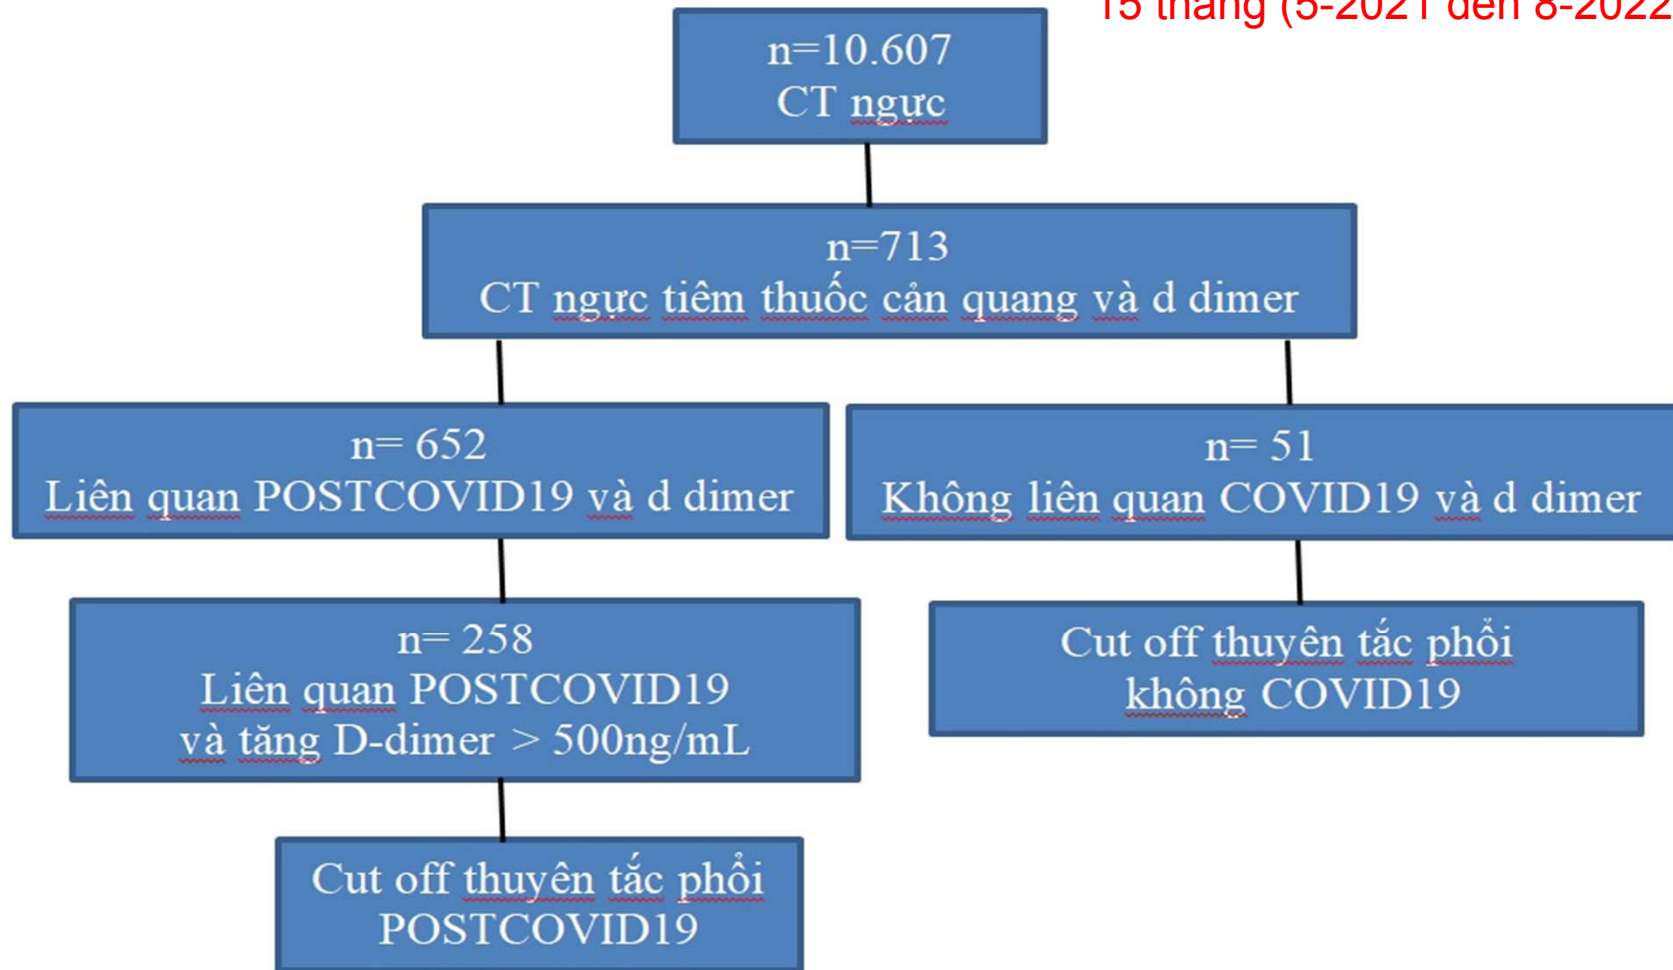 15 tháng (5-2021 đến 8-2022
n=10.607
CT ngực
n=713
CT ngực tiêm thuốc cản quang và d dimer
n= 652
Liên quan POSTCOVID19 và d dimer
n= 51
Không liên quan COVID19 và d dimer
n= 258
Liên quan POSTCOVID19
và tăng D-dimer > 500ng/mL
Cut off thuyên tắc phổi
không COVID19
Cut off thuyên tắc phổi
POSTCOVID19